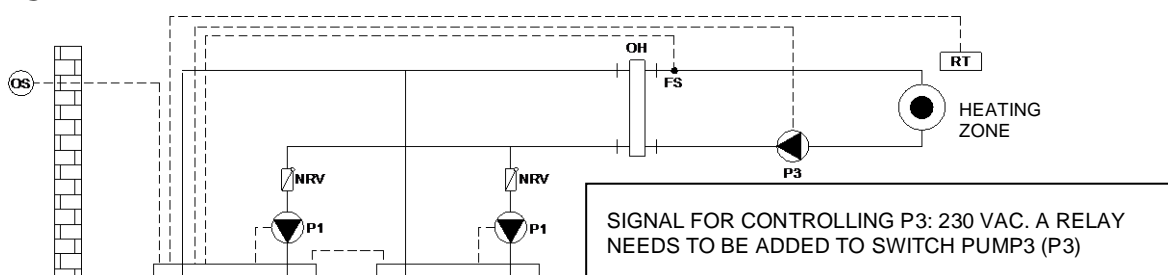 OH
RT
OS
FS
HEATING
ZONE
P3
NRV
NRV
P1
P1
SIGNAL FOR CONTROLLING P3: 230 VAC. A RELAY
NEEDS TO BE ADDED TO SWITCH PUMP3 (P3)